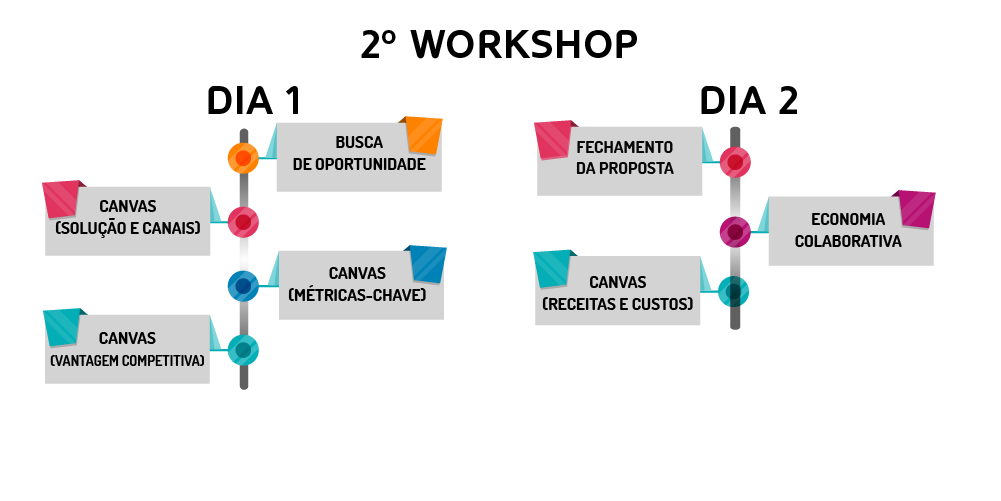 2º WORKSHOP
DIA 1
BUSCA
DE OPORTUNIDADE
CANVAS
(SOLUÇÃO E CANAIS)
CANVAS
(MÉTRICAS-CHAVE)
CANVAS
(VANTAGEM COMPETITIVA)
DIA 2
FECHAMENTO
DA PROPOSTA
ECONOMIA
COLABORATIVA
CANVAS
(RECEITAS E CUSTOS)